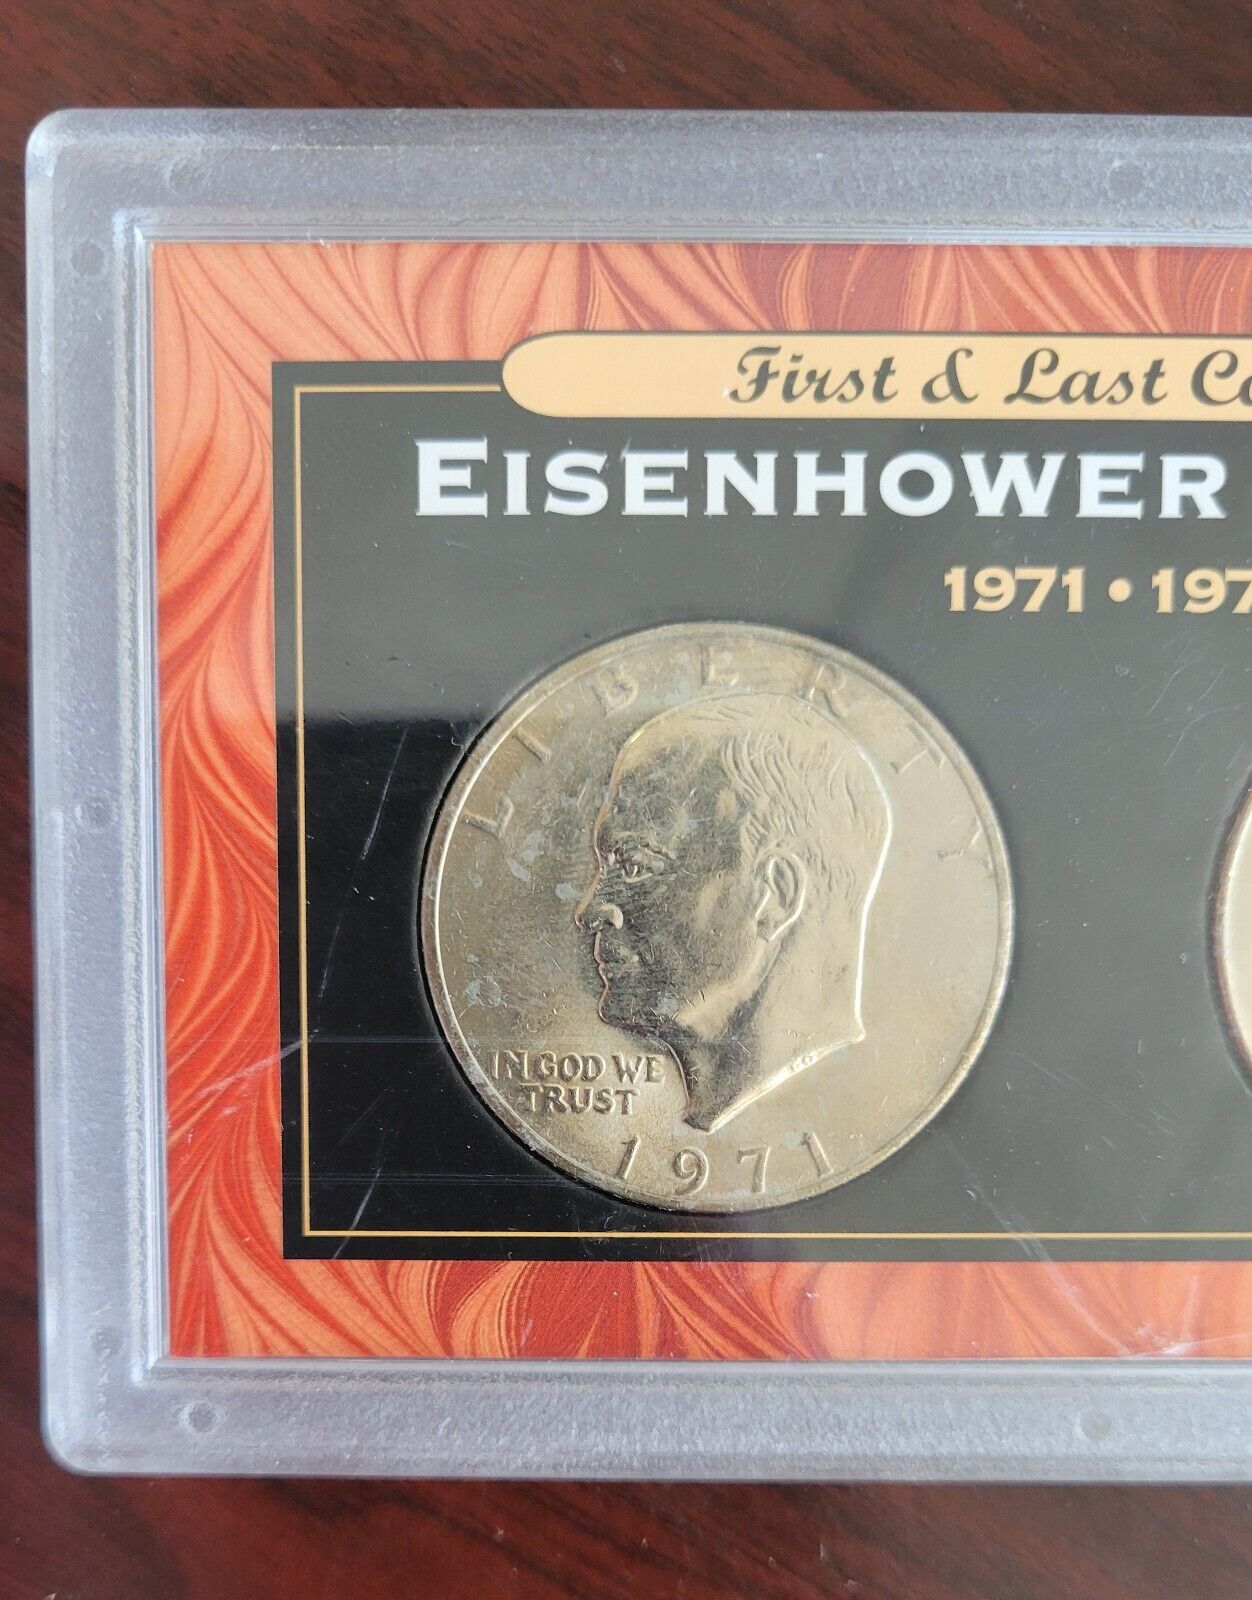 First & Last Co
EISENHOWER
1971 • 197
LIBERTY
IN GOD WE
TRUST
1971